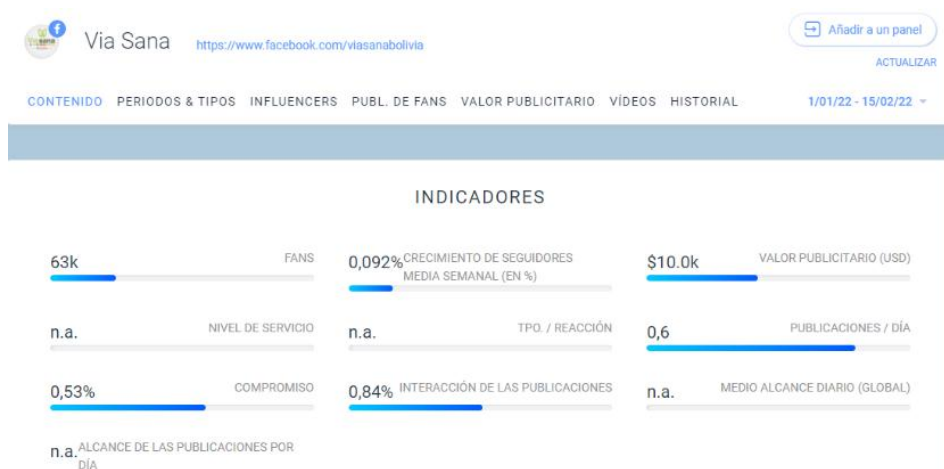 Via Sana
https://www.facebook.com/viasanabolivia
Añadir a un panel
ACTUALIZAR
CONTENIDO PERIODOS & TIPOS INFLUENCERS PUBL. DE FANS VALOR PUBLICITARIO VÍDEOS HISTORIAL 1/01/22 - 15/02/22
INDICADORES
63k FANS
0,092% CRECIMIENTO DE SEGUIDORES
MEDIA SEMANAL (EN %)
$10.0k VALOR PUBLICITARIO (USD)
n.a. NIVEL DE SERVICIO
n.a. TPO. / REACCIÓN
0,6 PUBLICACIONES / DÍA
0,53% COMPROMISO
0,84% INTERACCIÓN DE LAS PUBLICACIONES
n.a. MEDIO ALCANCE DIARIO (GLOBAL)
n.a. ALCANCE DE LAS PUBLICACIONES POR
DÍA